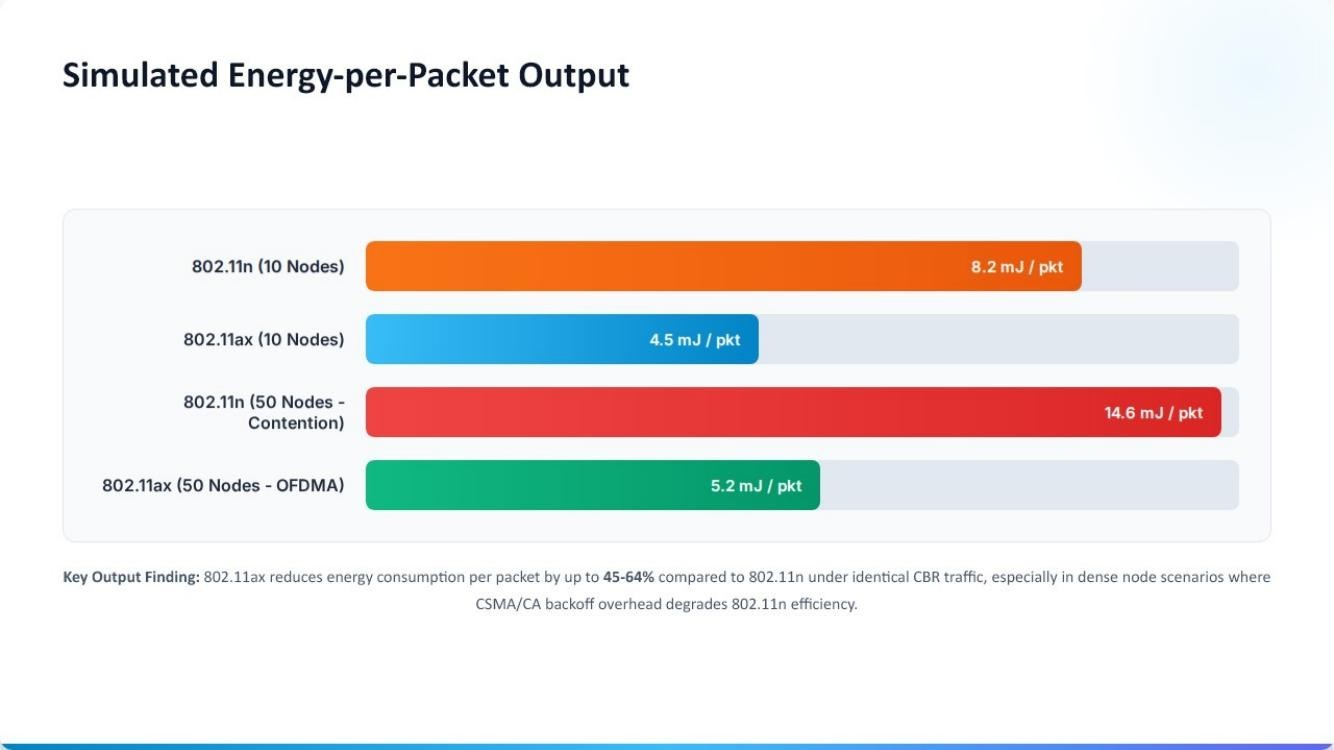 Simulated Energy-per-Packet Output
802.11n (10 Nodes)
8.2 mJ / pkt
802.11ax (10 Nodes)
4.5 mJ / pkt
802.11n (50 Nodes -
Contention)
14.6 mJ / pkt
802.11ax (50 Nodes - OFDMA)
5.2 mJ / pkt
Key Output Finding: 802.11ax reduces energy consumption per packet by up to 45-64% compared to 802.11n under identical CBR traffic, especially in dense node scenarios where
CSMA/CA backoff overhead degrades 802.11n efficiency.